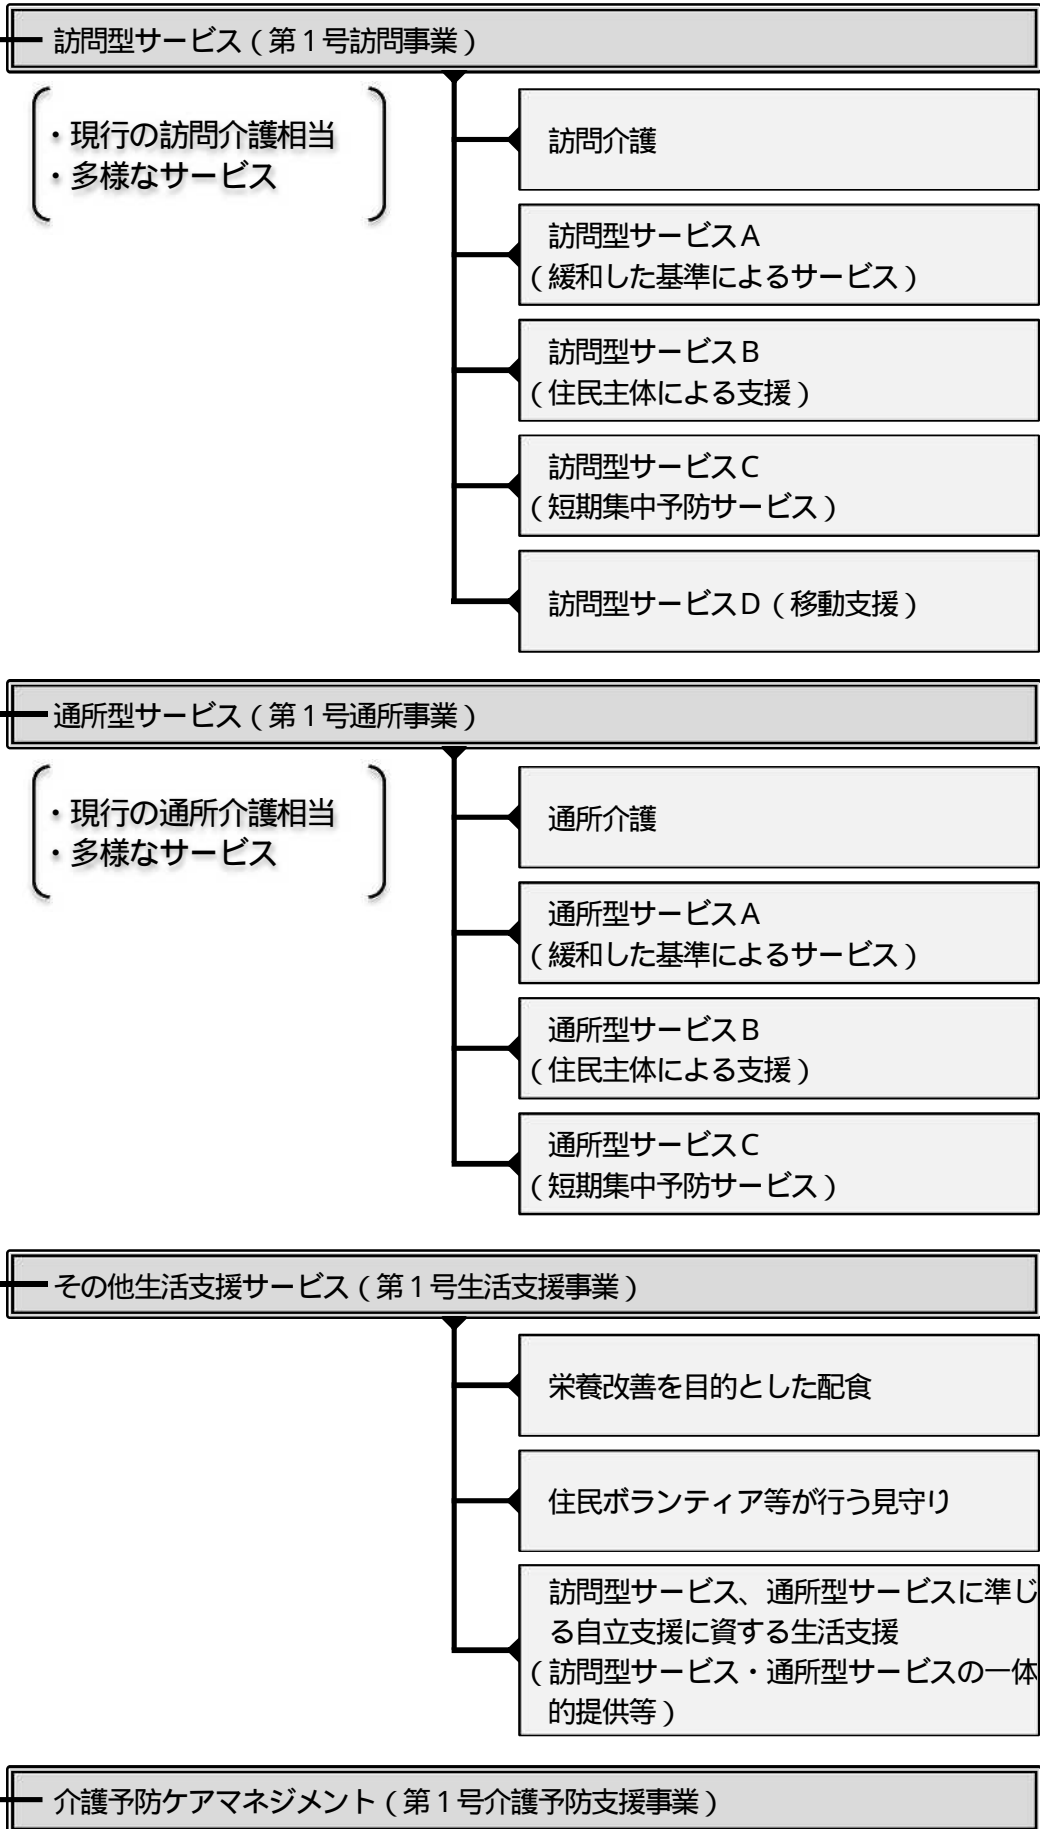 訪問型サービス（第１号訪問事業）
・現行の訪問介護相当
・多様なサービス
訪問介護
訪問型サービスＡ
（緩和した基準によるサービス）
訪問型サービスＢ
（住民主体による支援）
訪問型サービスＣ
（短期集中予防サービス）
訪問型サービスＤ（移動支援）
通所型サービス（第１号通所事業）
・現行の通所介護相当
・多様なサービス
通所介護
通所型サービスＡ
（緩和した基準によるサービス）
通所型サービスＢ
（住民主体による支援）
通所型サービスＣ
（短期集中予防サービス）
その他生活支援サービス（第１号生活支援事業）
栄養改善を目的とした配食
住民ボランティア等が行う見守り
訪問型サービス、通所型サービスに準じ
る自立支援に資する生活支援
（訪問型サービス・通所型サービスの一体
的提供等）
介護予防ケアマネジメント（第１号介護予防支援事業）